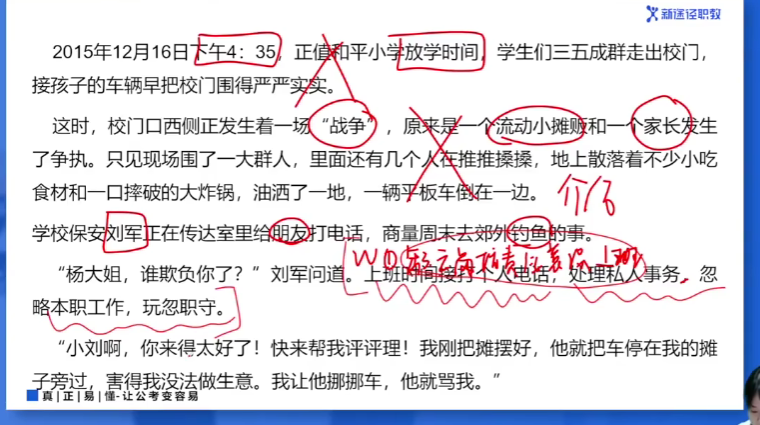 新途径职教
2015年12月16日下午4：35，正值和平小学放学时间，学生们三五成群走出校门，
接孩子的车辆早把校门围得严严实实。
这时，校门口西侧正发生着一场“战争”，原来是一个流动小摊贩和一个家长发生
了争执。只见现场围了一大群人，里面还有几个人在推推搡搡，地上散落着不少小吃
食材和一口摔破的大炸锅，油洒了一地，一辆平板车倒在一边。
学校保安刘军正在传达室里给朋友打电话，商量周末去郊外钓鱼的事。
“杨大姐，谁欺负你了？”刘军问道。上班时间接打个人电话，处理私人事务，忽
略本职工作，玩忽职守。
“小刘啊，你来得太好了！快来帮我评评理！我刚把摊摆好，他就把车停在我的摊
子旁过，害得我没法做生意。我让他挪挪车，他就骂我。”
真|正|易|懂-让公考变容易